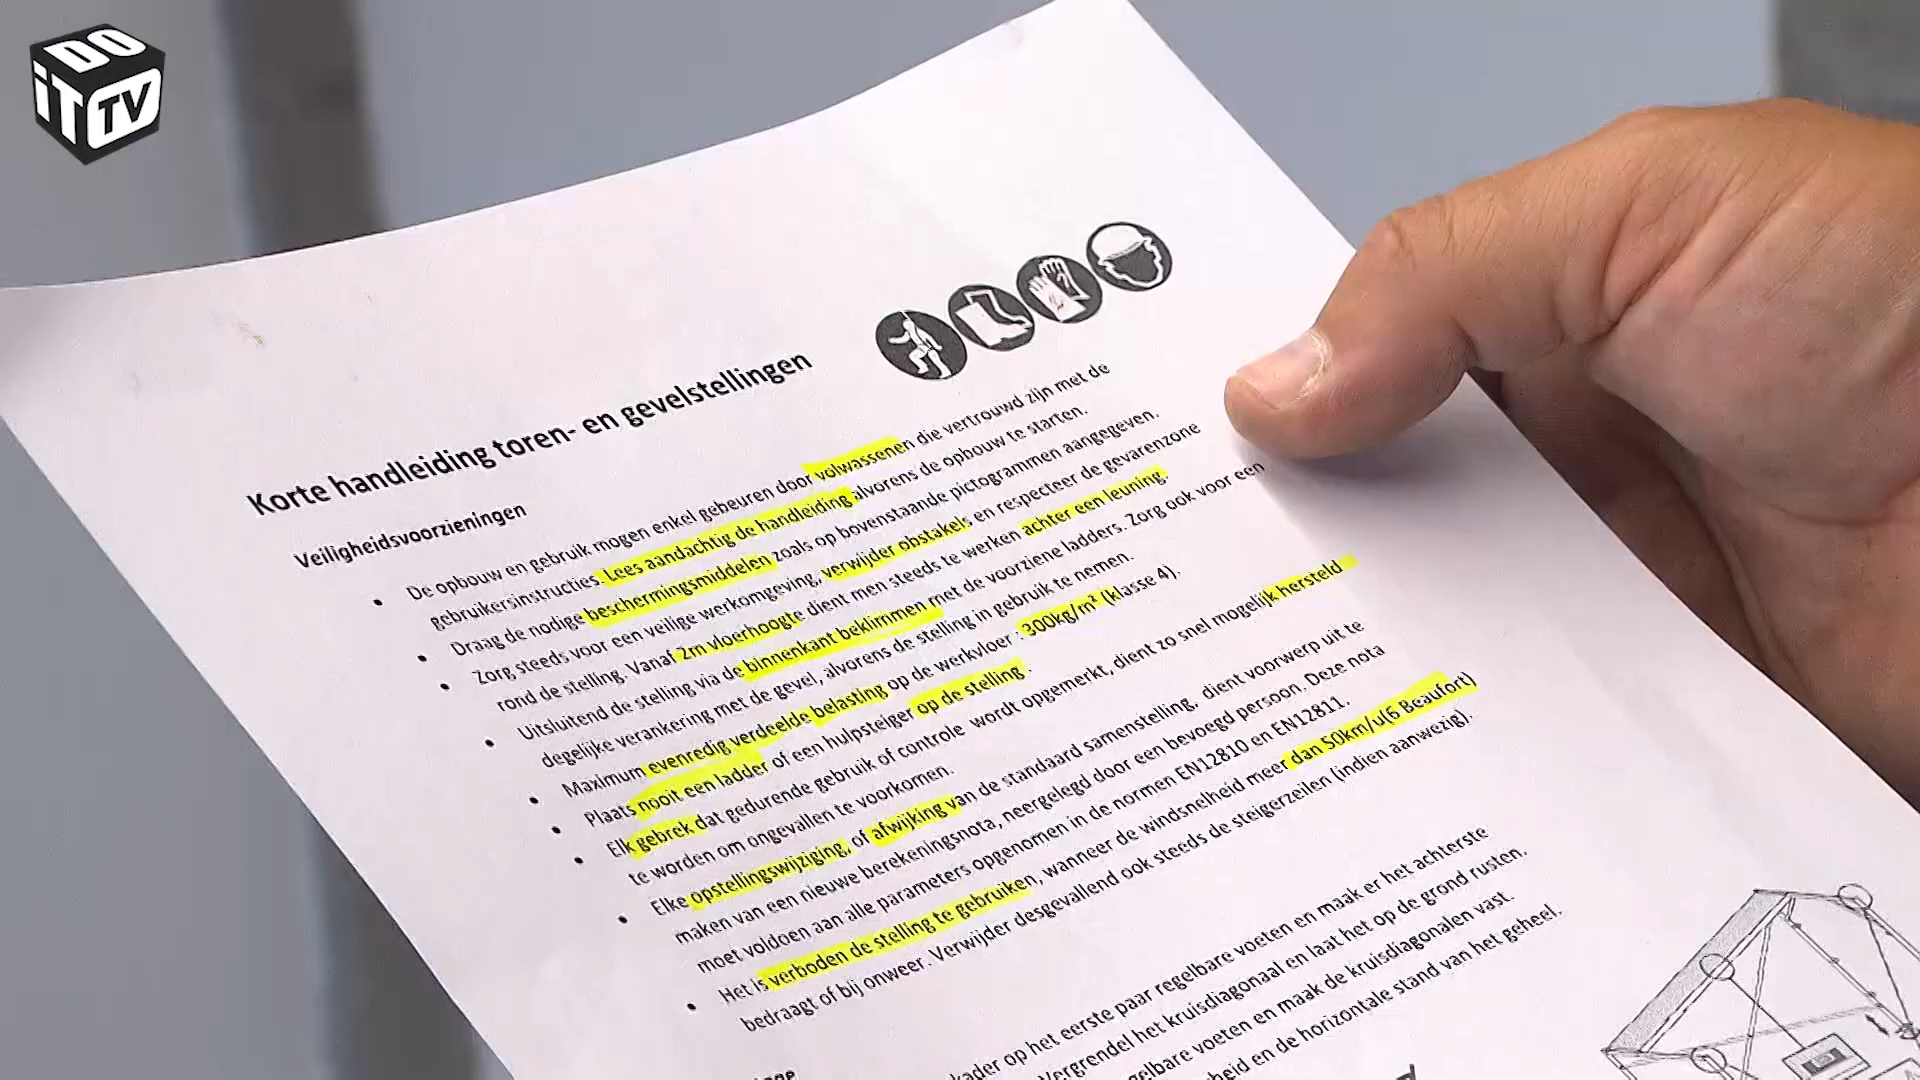 DO
iT
TV
Korte handleiding toren- en gevelstellingen
Veiligheidsvoorzieningen
• De opbouw en gebruik mogen enkel gebeuren door volwassenen die vertrouwd zijn met de
gebruikersinstructies. Lees aandachtig de handleiding alvorens de opbouw te starten.
• Draag de nodige beschermingsmiddelen zoals op bovenstaande pictogrammen aangegeven.
• Zorg steeds voor een veilige werkomgeving, verwijder obstakels en respecteer de gevarenzone
rond de stelling. Vanaf 2m vloerhoogte dient men steeds te werken achter een leuning.
• Uitsluitend de stelling via de binnenkant beklimmen met de voorziene ladders. Zorg ook voor een
degelijke verankering met de gevel, alvorens de stelling in gebruik te nemen.
• Maximum evenredig verdeelde belasting op de werkvloer : 300kg/m² (klasse 4).
• Plaats nooit een ladder of een hulpsteiger op de stelling.
• Elk gebrek dat gedurende gebruik of controle wordt opgemerkt, dient zo snel mogelijk hersteld
te worden om ongevallen te voorkomen.
• Elke opstellingswijziging, of afwijking van de standaard samenstelling, dient voorwerp uit te
maken van een nieuwe berekeningsnota, neergelegd door een bevoegd persoon. Deze nota
moet voldoen aan alle parameters opgenomen in de normen EN12810 en EN12811.
• Het is verboden de stelling te gebruiken, wanneer de windsnelheid meer dan 50km/u(6 Beaufort)
bedraagt of bij onweer. Verwijder desgevallend ook steeds de steigerzeilen (indien aanwezig).
kader op het eerste paar regelbare voeten en maak er het achterste
Vergrendel het kruisdiagonaal en laat het op de grond rusten.
gelbare voeten en maak de kruisdiagonalen vast.
heid en de horizontale stand van het geheel.